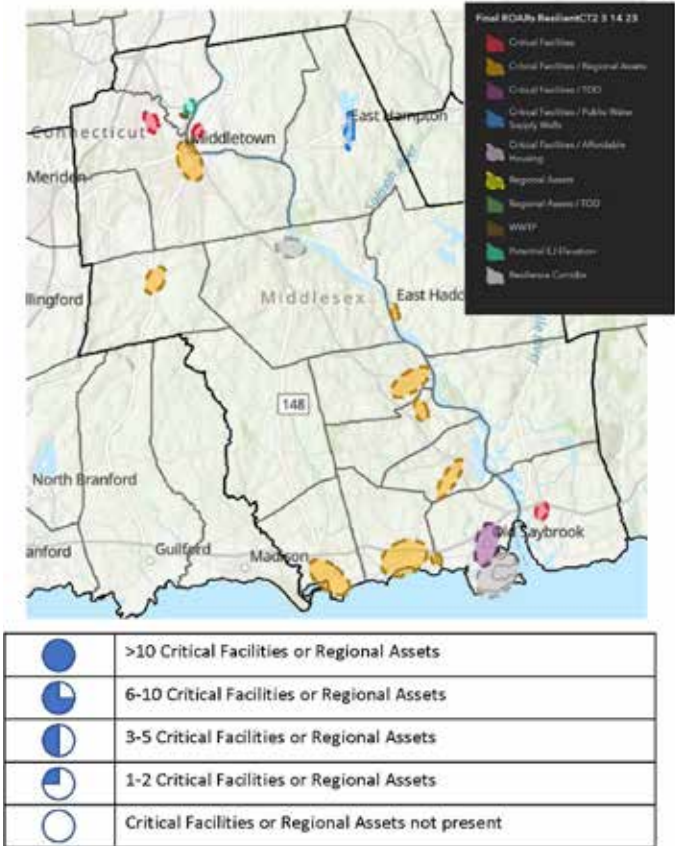 Final ROARs ResilientCT2 3 14 23
Critical Facilities
Critical Facilities / Regional Assets
Critical Facilities / TOD
Critical Facilities / Public Water
Supply Wells
Critical Facilities / Affordable
Housing
Regional Assets
Regional Assets / TOD
WWTP
Potential EJ Elevation
Resilience Corridor
East Hampton
Connecticut
Middletown
Meriden
Salmon River
llingford
Middlesex
East Hadd
148
North Branford
anford
Guilford
Madison
Old Saybrook
>10 Critical Facilities or Regional Assets
6-10 Critical Facilities or Regional Assets
3-5 Critical Facilities or Regional Assets
1-2 Critical Facilities or Regional Assets
Critical Facilities or Regional Assets not present